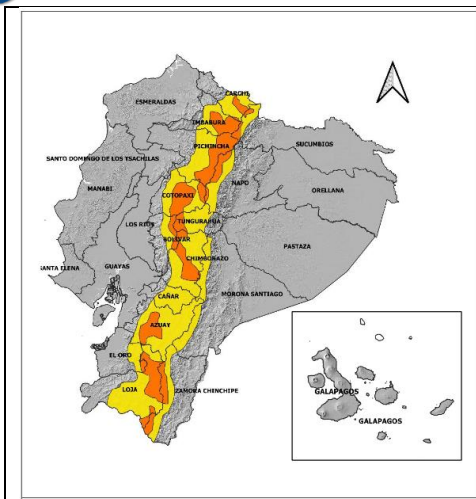 CARCHI
ESMERALDAS
IMBABURA
PICHINCHA
SUCUMBIOS
SANTO DOMINGO DE LOS TSACHILAS
NAPO
ORELLANA
MANABI
COTOPAXI
TUNGURAHUA
LOS RIOS
BOLIVAR
PASTAZA
CHIMBORAZO
SANTA ELENA
GUAYAS
MORONA SANTIAGO
CAÑAR
AZUAY
EL ORO
LOJA
ZAMORA CHINCHIPE
GALAPAGOS
GALAPAGOS